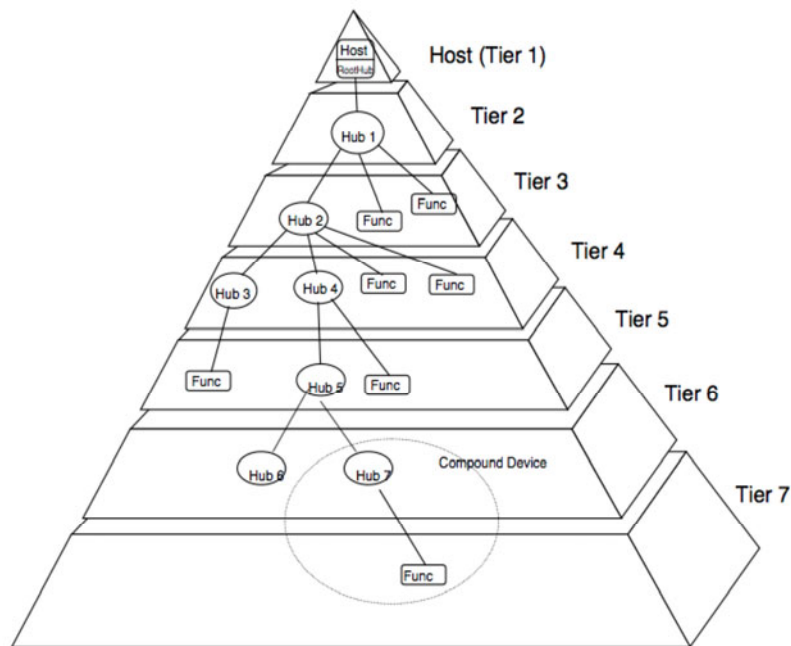 Host
RootHub
Host (Tier 1)
Hub 1
Tier 2
Hub 2
Func
Func
Tier 3
Hub 3
Hub 4
Func
Func
Tier 4
Func
Hub 5
Func
Tier 5
Hub 6
Hub 7
Compound Device
Tier 6
Func
Tier 7